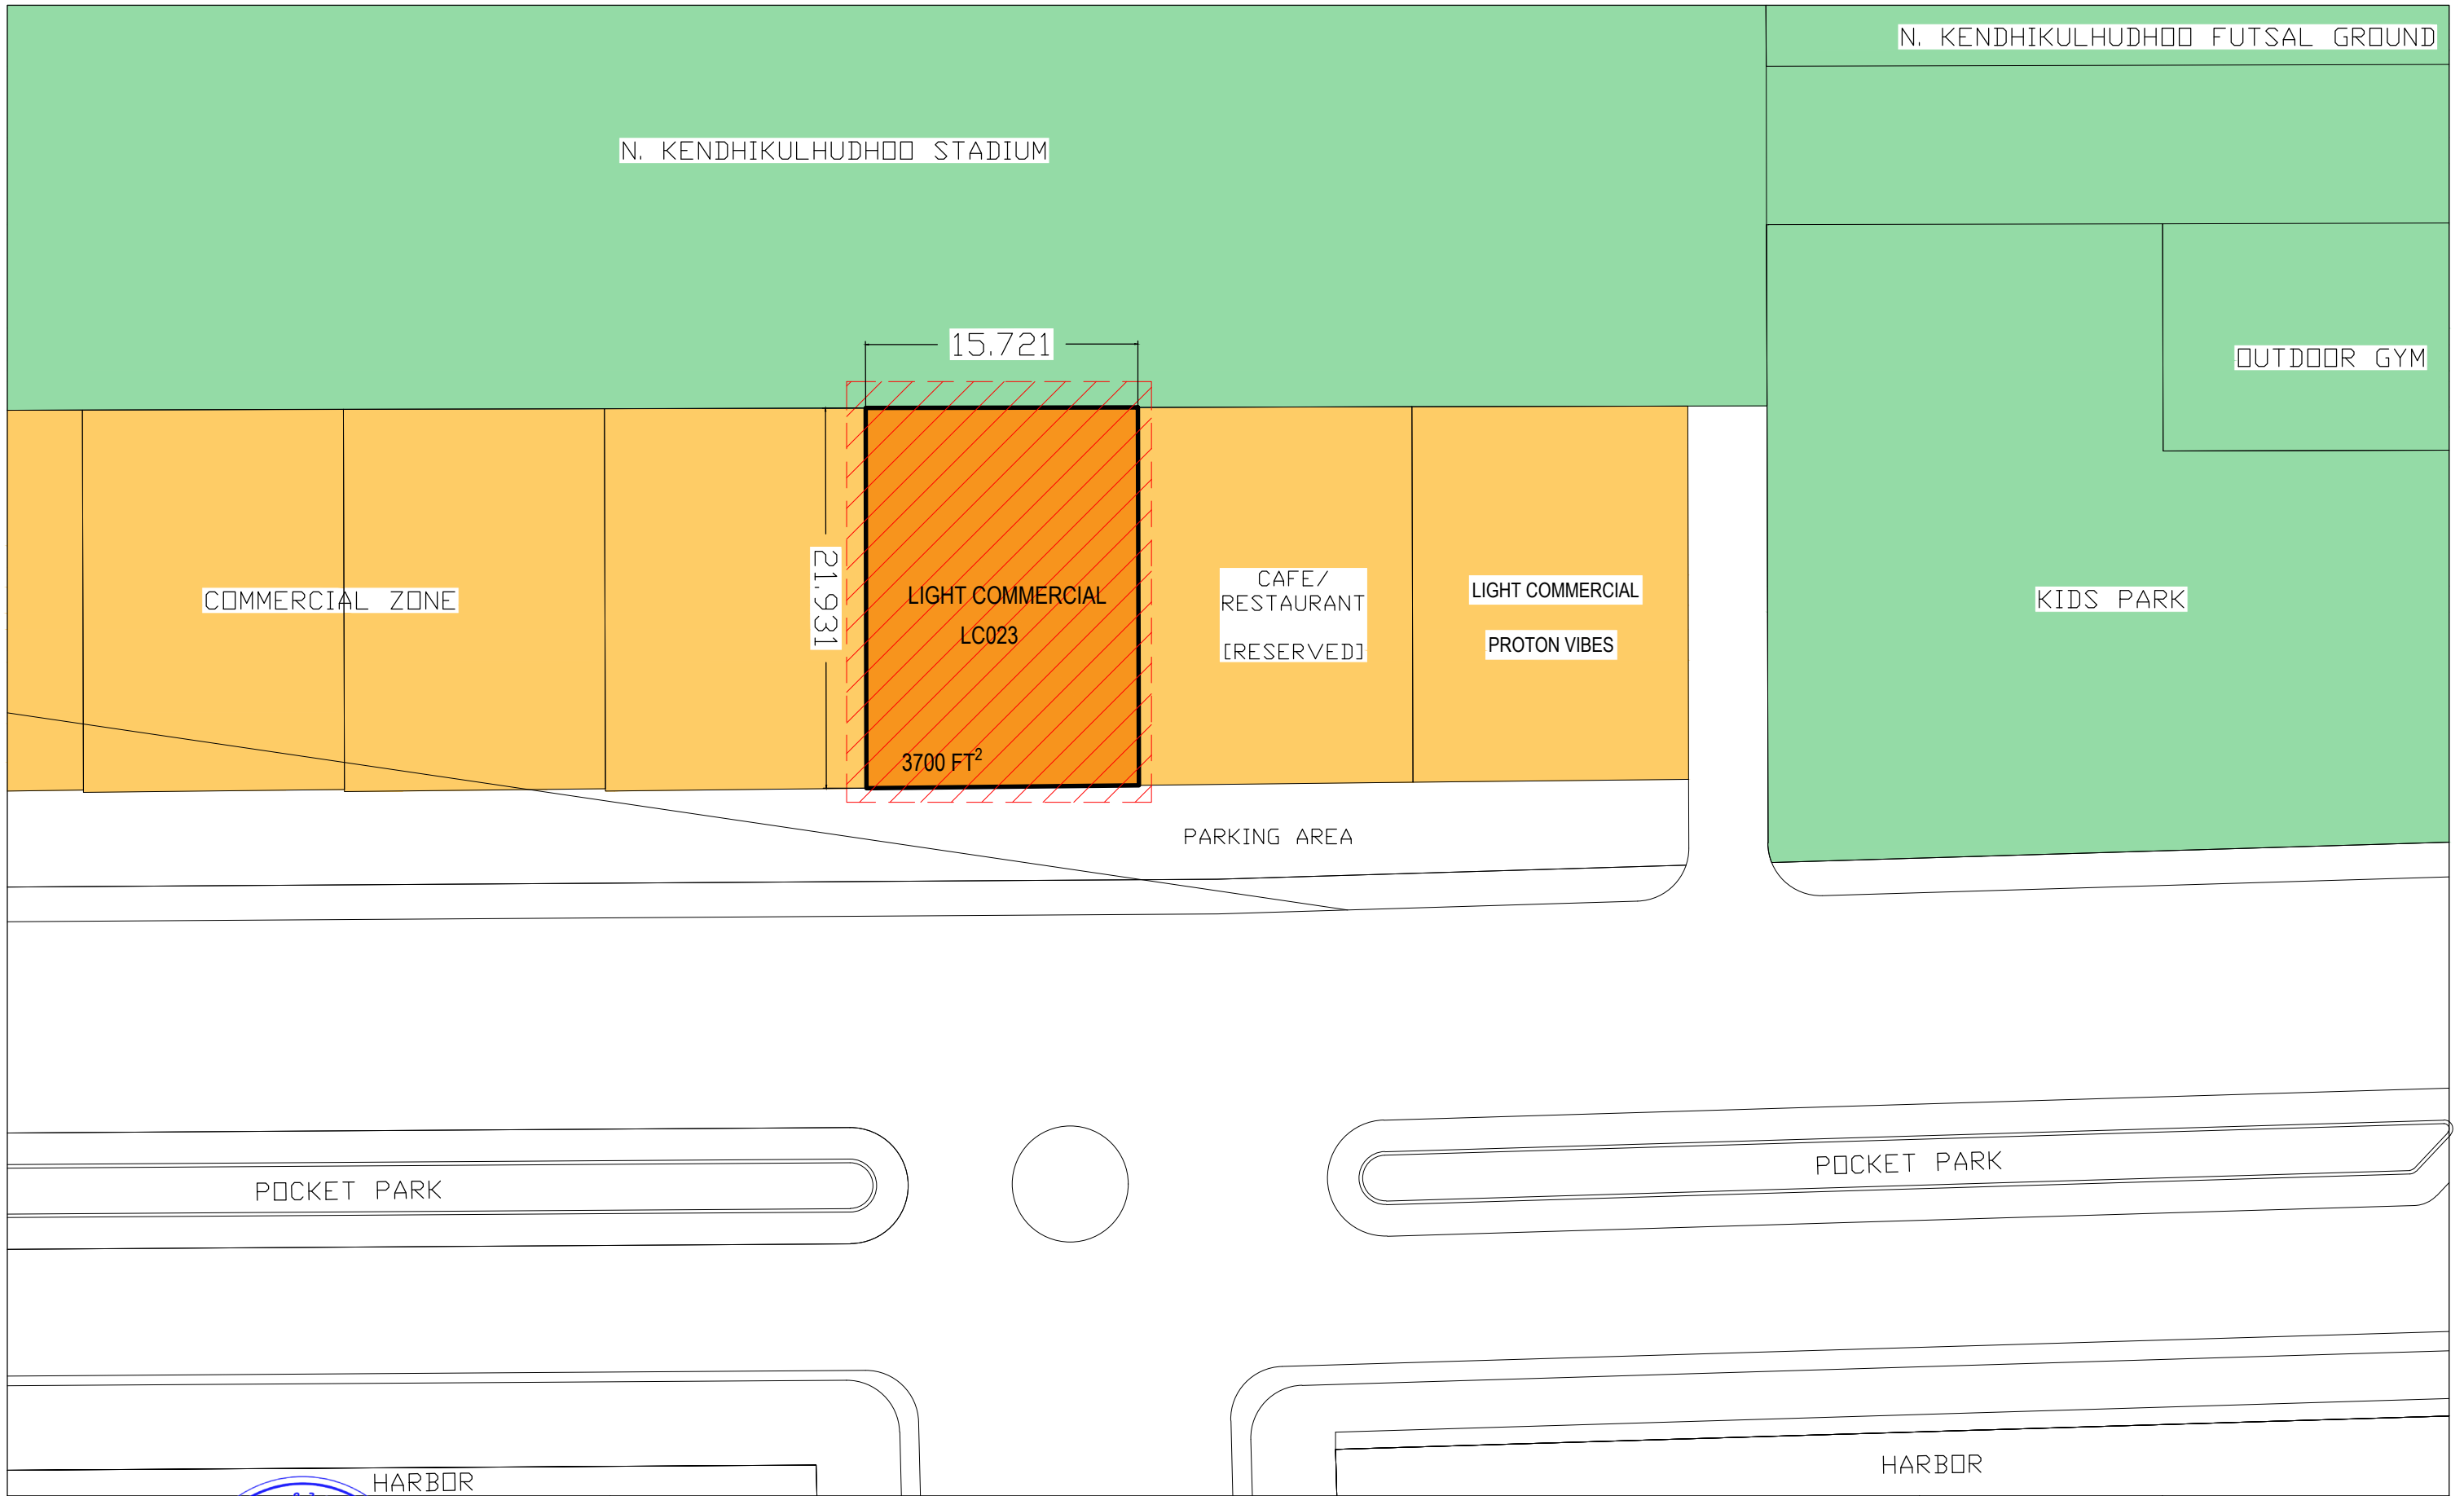 N. KENDHIKULHUDHOO FUTSAL GROUND
N. KENDHIKULHUDHOO STADIUM
15.721
OUTDOOR GYM
21.931
COMMERCIAL ZONE
LIGHT COMMERCIAL
LC023
3700 FT²
CAFE/
RESTAURANT
[RESERVED]
LIGHT COMMERCIAL
PROTON VIBES
KIDS PARK
PARKING AREA
POCKET PARK
POCKET PARK
HARBOR
HARBOR